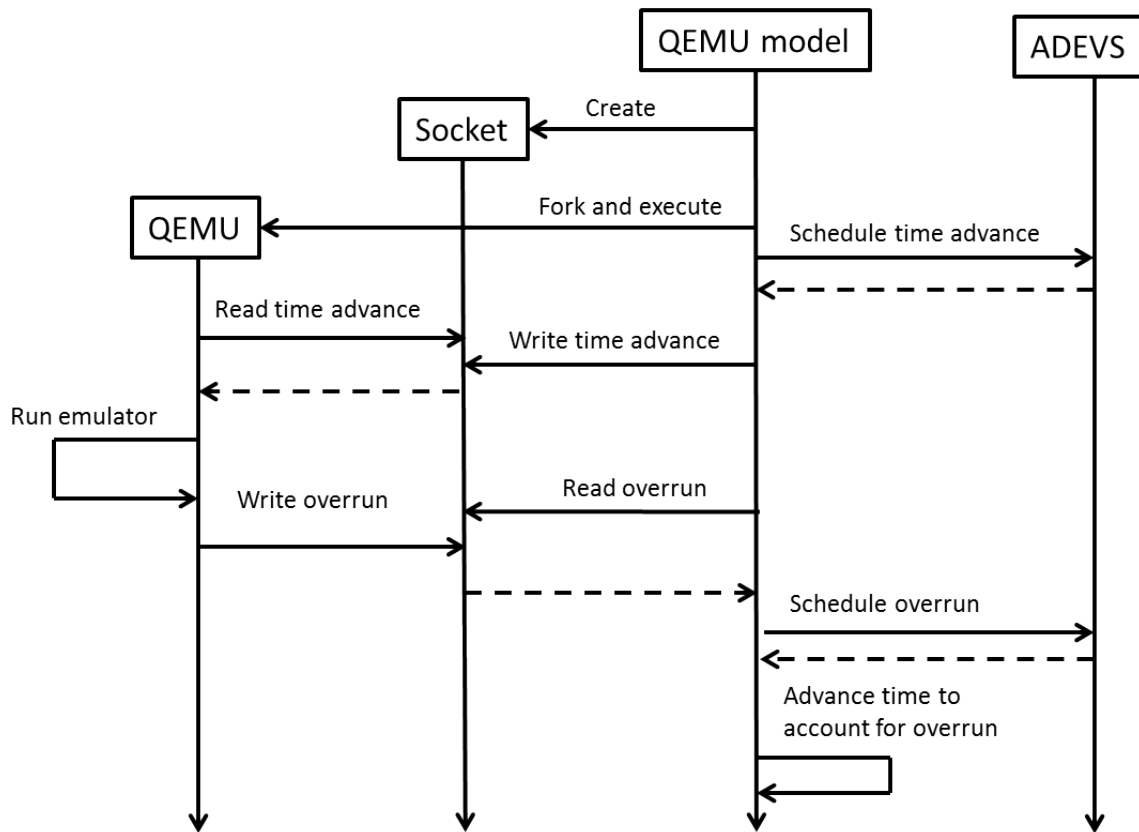 QEMU model
ADEVS
Create
Socket
Fork and execute
QEMU
Schedule time advance
Read time advance
Write time advance
Run emulator
Read overrun
Write overrun
Schedule overrun
Advance time to
account for overrun